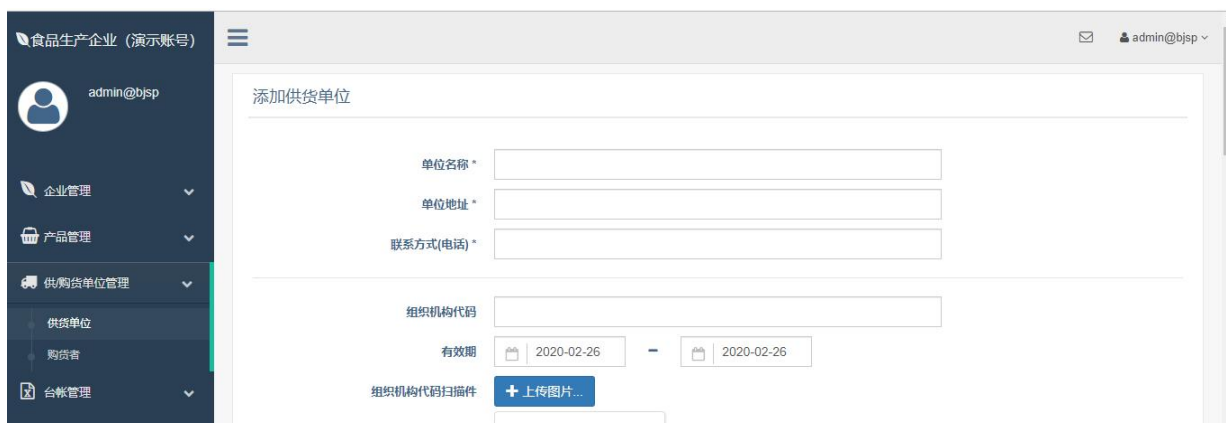 食品生产企业（演示账号）
admin@bjsp
admin@bjsp
企业管理
产品管理
供/购货单位管理
供货单位
购货者
台帐管理
添加供货单位
单位名称 *
单位地址 *
联系方式(电话) *
组织机构代码
有效期 2020-02-26 – 2020-02-26
组织机构代码扫描件 + 上传图片...